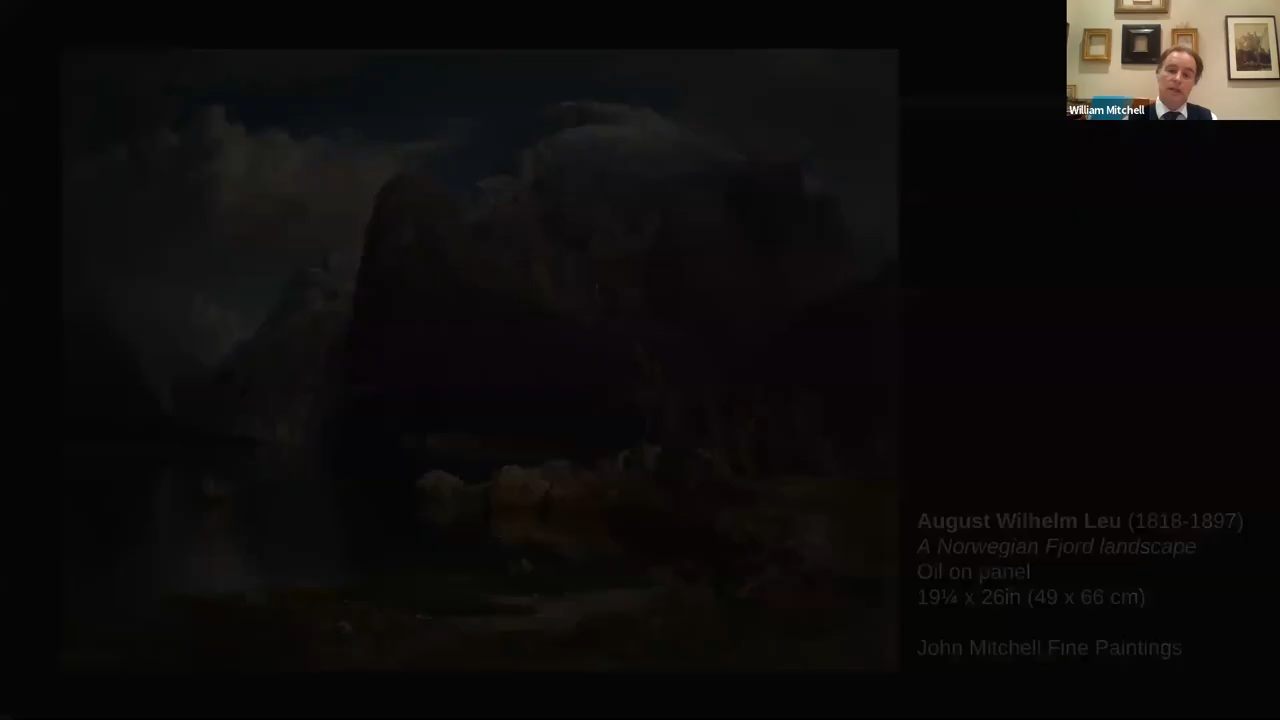 William Mitchell
August Wilhelm Leu (1818-1897)
A Norwegian Fjord landscape
Oil on panel
19¼ x 26in (49 x 66 cm)
John Mitchell Fine Paintings